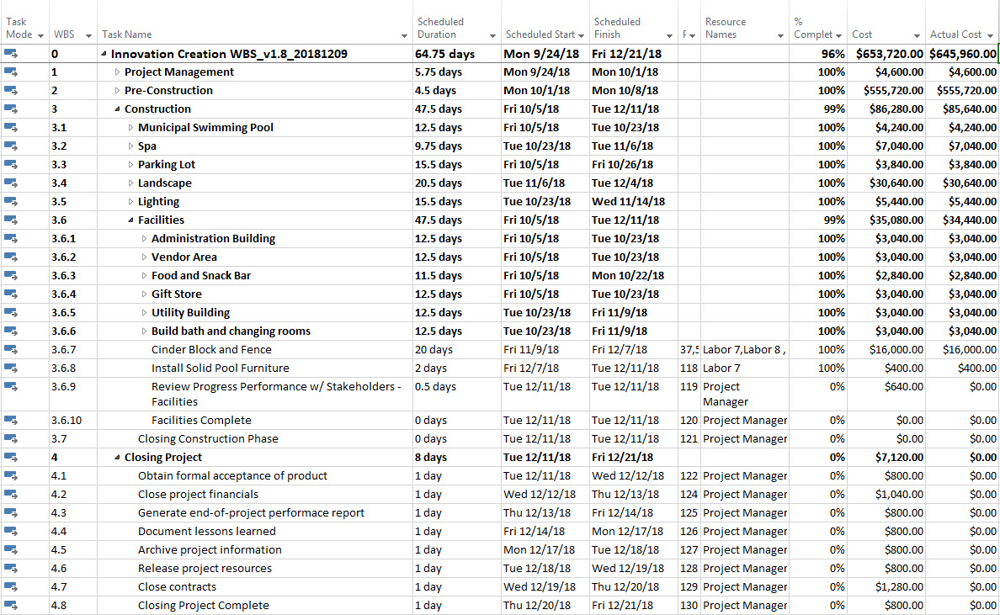 Task Mode WBS Task Name Scheduled Duration Scheduled Start Scheduled Finish F Resource Names % Complet Cost Actual Cost
0 Innovation Creation WBS_v1.8_20181209 64.75 days Mon 9/24/18 Fri 12/21/18 96% $653,720.00 $645,960.00
1 Project Management 5.75 days Mon 9/24/18 Mon 10/1/18 100% $4,600.00 $4,600.00
2 Pre-Construction 4.5 days Mon 10/1/18 Mon 10/8/18 100% $555,720.00 $555,720.00
3 Construction 47.5 days Fri 10/5/18 Tue 12/11/18 99% $86,280.00 $85,640.00
3.1 Municipal Swimming Pool 12.5 days Fri 10/5/18 Tue 10/23/18 100% $4,240.00 $4,240.00
3.2 Spa 9.75 days Tue 10/23/18 Tue 11/6/18 100% $7,040.00 $7,040.00
3.3 Parking Lot 15.5 days Fri 10/5/18 Fri 10/26/18 100% $3,840.00 $3,840.00
3.4 Landscape 20.5 days Tue 11/6/18 Tue 12/4/18 100% $30,640.00 $30,640.00
3.5 Lighting 15.5 days Tue 10/23/18 Wed 11/14/18 100% $5,440.00 $5,440.00
3.6 Facilities 47.5 days Fri 10/5/18 Tue 12/11/18 99% $35,080.00 $34,440.00
3.6.1 Administration Building 12.5 days Fri 10/5/18 Tue 10/23/18 100% $3,040.00 $3,040.00
3.6.2 Vendor Area 12.5 days Fri 10/5/18 Tue 10/23/18 100% $3,040.00 $3,040.00
3.6.3 Food and Snack Bar 11.5 days Fri 10/5/18 Mon 10/22/18 100% $2,840.00 $2,840.00
3.6.4 Gift Store 12.5 days Fri 10/5/18 Tue 10/23/18 100% $3,040.00 $3,040.00
3.6.5 Utility Building 12.5 days Tue 10/23/18 Fri 11/9/18 100% $3,040.00 $3,040.00
3.6.6 Build bath and changing rooms 12.5 days Tue 10/23/18 Fri 11/9/18 100% $3,040.00 $3,040.00
3.6.7 Cinder Block and Fence 20 days Fri 11/9/18 Fri 12/7/18 37,5 Labor 7,Labor 8 , 100% $16,000.00 $16,000.00
3.6.8 Install Solid Pool Furniture 2 days Fri 12/7/18 Tue 12/11/18 118 Labor 7 100% $400.00 $400.00
3.6.9 Review Progress Performance w/ Stakeholders - 0.5 days Tue 12/11/18 Tue 12/11/18 119 Project 0% $640.00 $0.00
Facilities Manager
3.6.10 Facilities Complete 0 days Tue 12/11/18 Tue 12/11/18 120 Project Manager 0% $0.00 $0.00
3.7 Closing Construction Phase 0 days Tue 12/11/18 Tue 12/11/18 121, Project Manager 0% $0.00 $0.00
4 Closing Project 8 days Tue 12/11/18 Fri 12/21/18 0% $7,120.00 $0.00
4.1 Obtain formal acceptance of product 1 day Tue 12/11/18 Wed 12/12/18 122 Project Manager 0% $800.00 $0.00
4.2 Close project financials 1 day Wed 12/12/18 Thu 12/13/18 124 Project Manager 0% $1,040.00 $0.00
4.3 Generate end-of-project performace report 1 day Thu 12/13/18 Fri 12/14/18 125 Project Manager 0% $800.00 $0.00
4.4 Document lessons learned 1 day Fri 12/14/18 Mon 12/17/18 126 Project Manager 0% $800.00 $0.00
4.5 Archive project information 1 day Mon 12/17/18 Tue 12/18/18 127 Project Manager 0% $800.00 $0.00
4.6 Release project resources 1 day Tue 12/18/18 Wed 12/19/18 128 Project Manager 0% $800.00 $0.00
4.7 Close contracts 1 day Wed 12/19/18 Thu 12/20/18 129 Project Manager 0% $1,280.00 $0.00
4.8 Closing Project Complete 1 day Thu 12/20/18 Fri 12/21/18 130 Project Manager 0% $800.00 $0.00